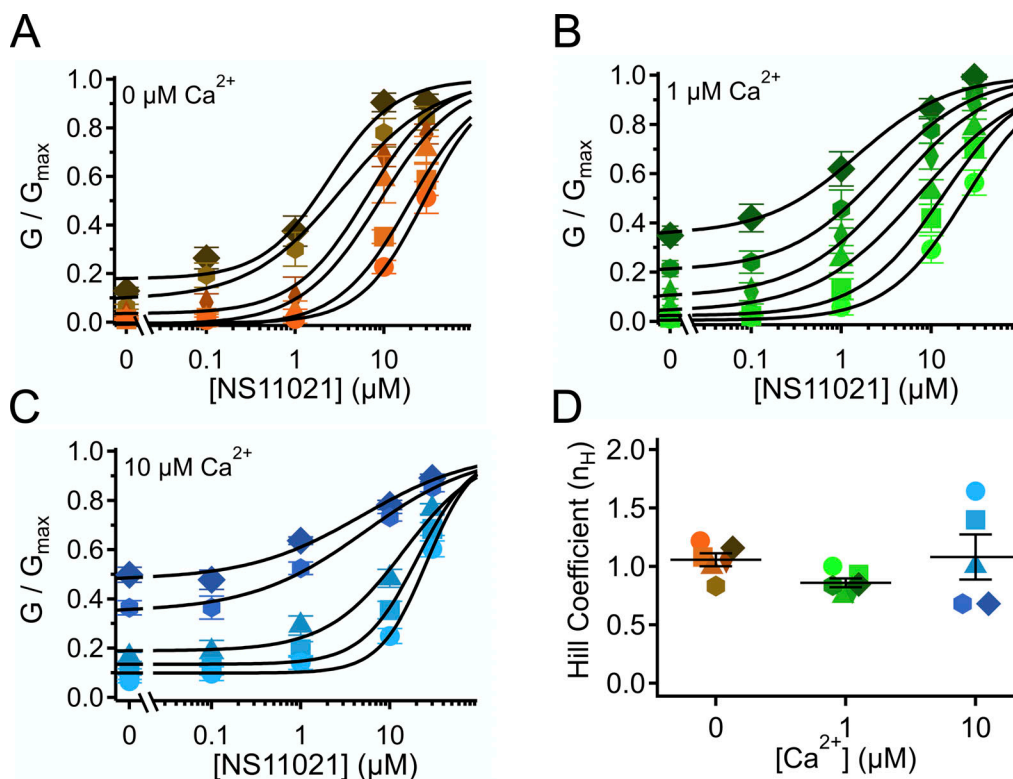 A
0 μM Ca²⁺
1.0
0.8
0.6
0.4
0.2
0.0
G / Gₘₐₓ
0 0.1 1 10
[NS11021] (μM)
B
1 μM Ca²⁺
1.0
0.8
0.6
0.4
0.2
0.0
G / Gₘₐₓ
0 0.1 1 10
[NS11021] (μM)
C
10 μM Ca²⁺
1.0
0.8
0.6
0.4
0.2
0.0
G / Gₘₐₓ
0 0.1 1 10
[NS11021] (μM)
D
2.0
1.5
1.0
0.5
0.0
Hill Coefficient (n_H)
0 1 10
[Ca²⁺] (μM)